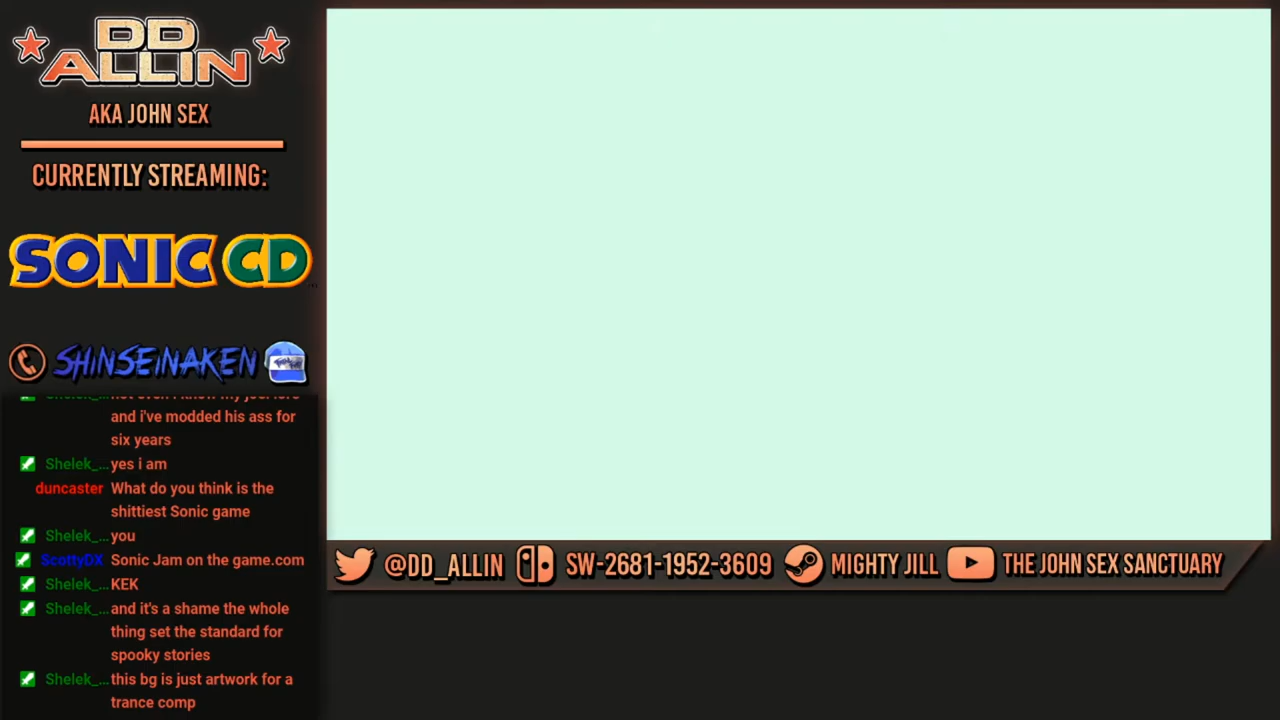 DD
ALLIN
AKA JOHN SEX
CURRENTLY STREAMING:
SONIC CD
SHINSEINAKEN
and i've modded his ass for
six years
Shelek_... yes i am
duncaster What do you think is the
shittiest Sonic game
Shelek_... you
ScottyDX Sonic Jam on the game.com
Shelek_... KEK
Shelek_... and it's a shame the whole
thing set the standard for
spooky stories
Shelek_... this bg is just artwork for a
trance comp
@DD_ALLIN SW-2681-1952-3609 MIGHTY JILL THE JOHN SEX SANCTUARY